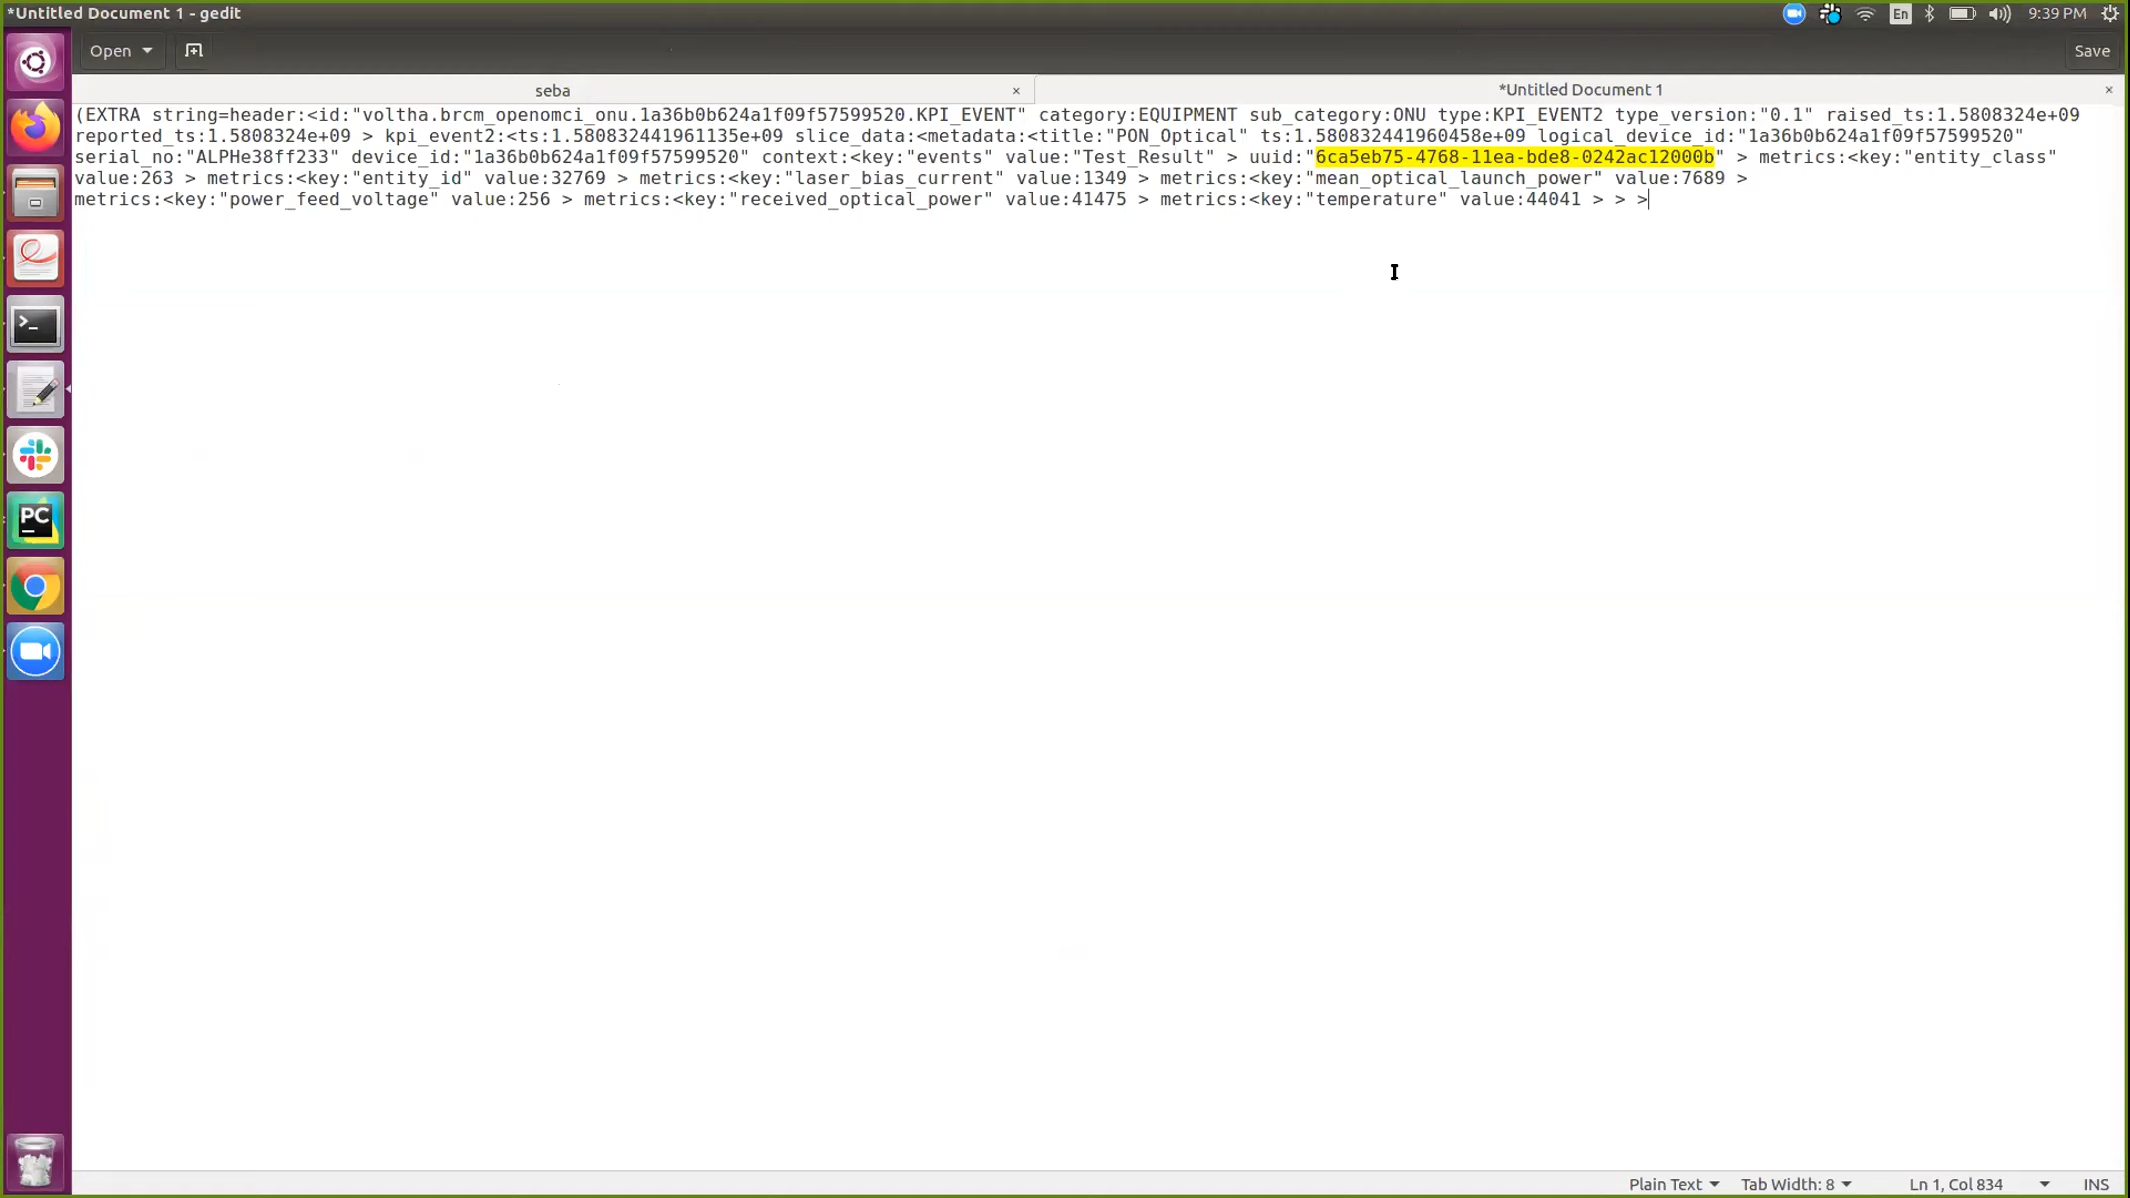 *Untitled Document 1 - gedit
En
9:39 PM
Open
Save
seba
×
*Untitled Document 1
×
(EXTRA string=header:<id:"voltha.brcm_openomci_onu.1a36b0b624a1f09f57599520.KPI_EVENT" category:EQUIPMENT sub_category:ONU type:KPI_EVENT2 type_version:"0.1" raised_ts:1.5808324e+09
reported_ts:1.5808324e+09 > kpi_event2:<ts:1.580832441961135e+09 slice_data:<metadata:<title:"PON_Optical" ts:1.580832441960458e+09 logical_device_id:"1a36b0b624a1f09f57599520"
serial_no:"ALPHe38ff233" device_id:"1a36b0b624a1f09f57599520" context:<key:"events" value:"Test_Result" > uuid:"6ca5eb75-4768-11ea-bde8-0242ac12000b" > metrics:<key:"entity_class"
value:263 > metrics:<key:"entity_id" value:32769 > metrics:<key:"laser_bias_current" value:1349 > metrics:<key:"mean_optical_launch_power" value:7689 >
metrics:<key:"power_feed_voltage" value:256 > metrics:<key:"received_optical_power" value:41475 > metrics:<key:"temperature" value:44041 > > >
PC
Plain Text
Tab Width: 8
Ln 1, Col 834
INS